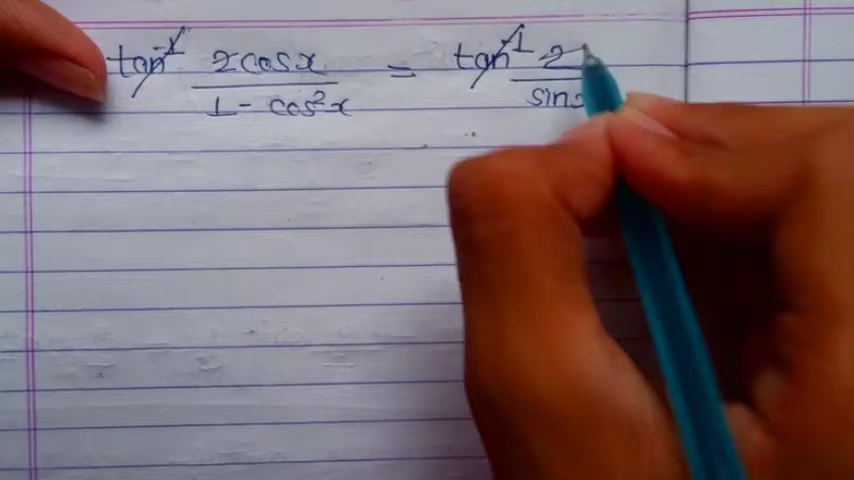 tan⁻¹ 2cosx / 1 - cos²x = tan⁻¹ 2 / sin